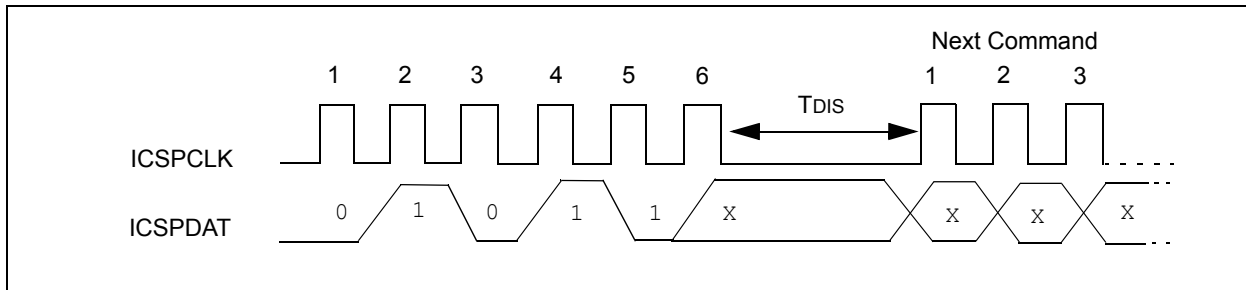 Next Command
1 2 3 4 5 6 1 2 3
TDIS
ICSPCLK
0 1 0 1 1 X X X X
ICSPDAT